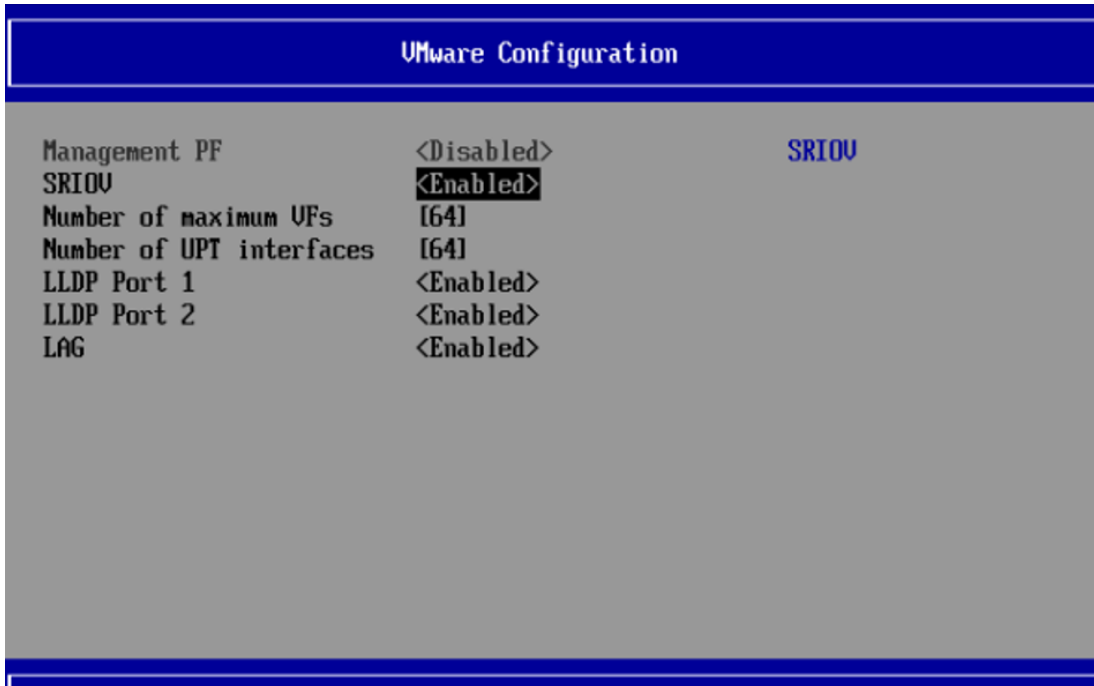 VMware Configuration
Management PF <Disabled> SRIOV
SRIOV <Enabled>
Number of maximum VFs [64]
Number of UPT interfaces [64]
LLDP Port 1 <Enabled>
LLDP Port 2 <Enabled>
LAG <Enabled>